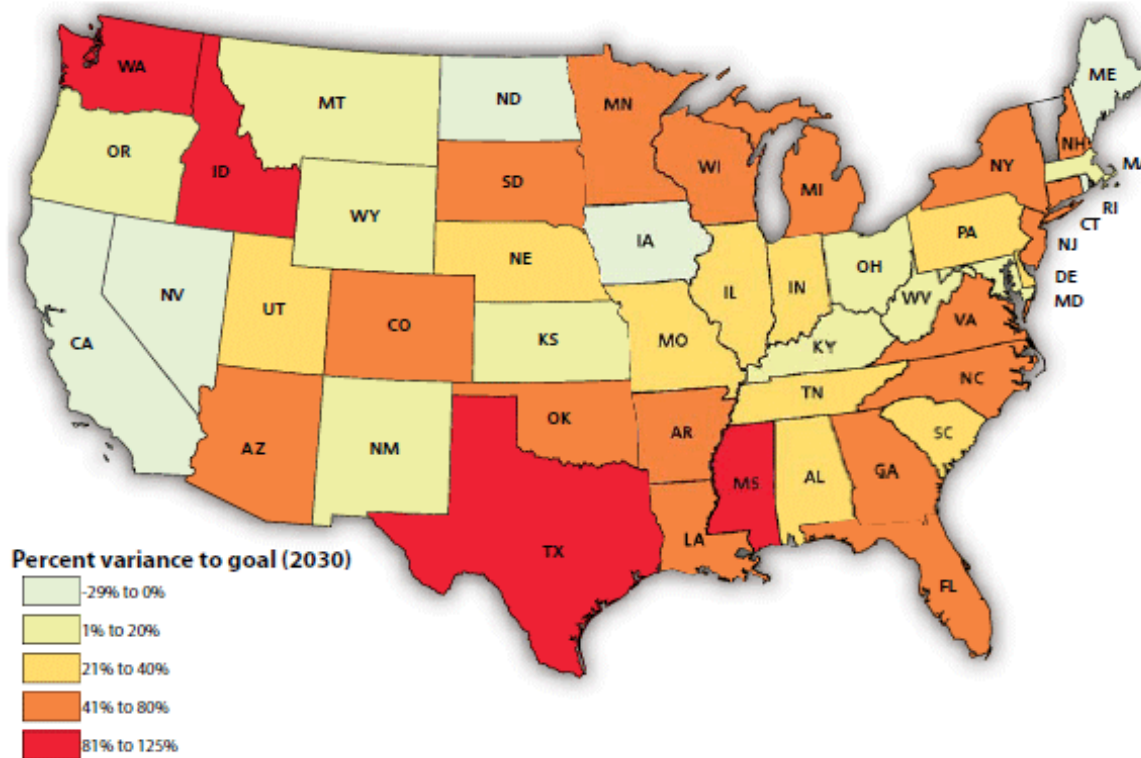 WA
MT
ND
MN
ME
OR
ID
SD
WI
MI
NY
NH
MA
WY
RI
CT
IA
NE
PA
NJ
NV
OH
DE
UT
IL
IN
WV
MD
CA
CO
KS
MO
VA
KY
NC
TN
OK
AR
SC
AZ
NM
MS
AL
GA
TX
LA
FL
Percent variance to goal (2030)
-29% to 0%
1% to 20%
21% to 40%
41% to 80%
81% to 125%